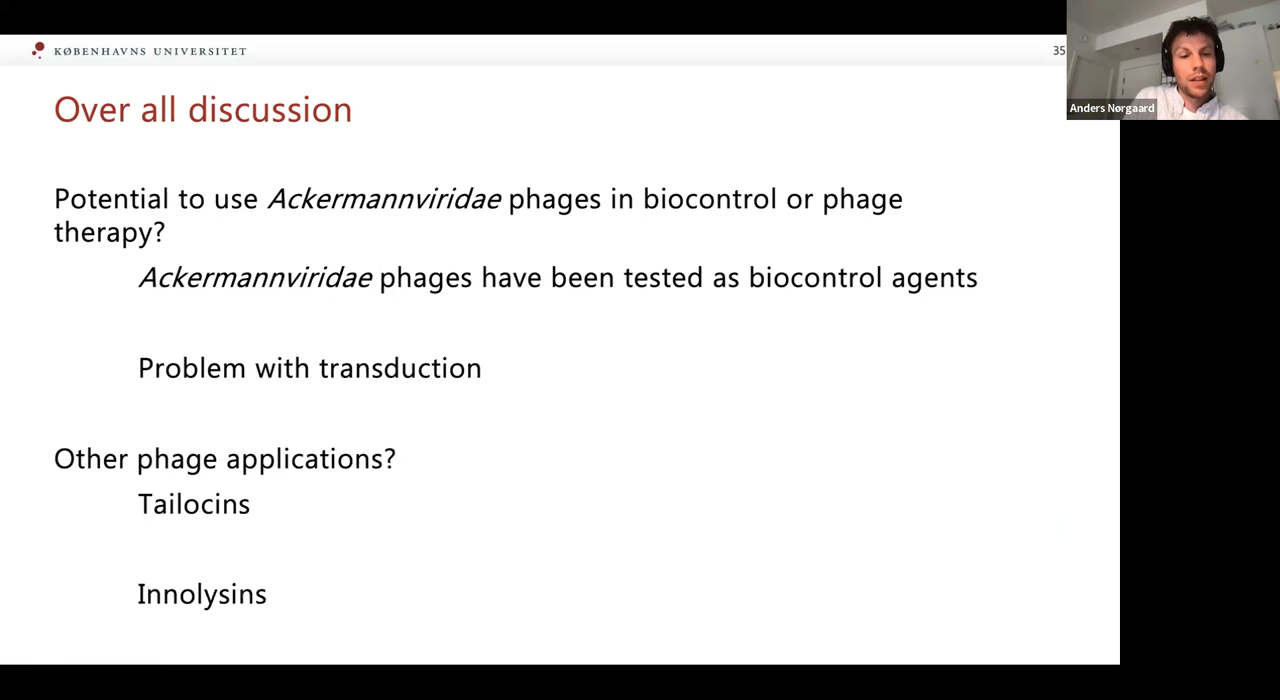 KØBENHAVNS UNIVERSITET
35
Anders Nørgaard
Over all discussion
Potential to use Ackermannviridae phages in biocontrol or phage
therapy?
Ackermannviridae phages have been tested as biocontrol agents
Problem with transduction
Other phage applications?
Tailocins
Innolysins